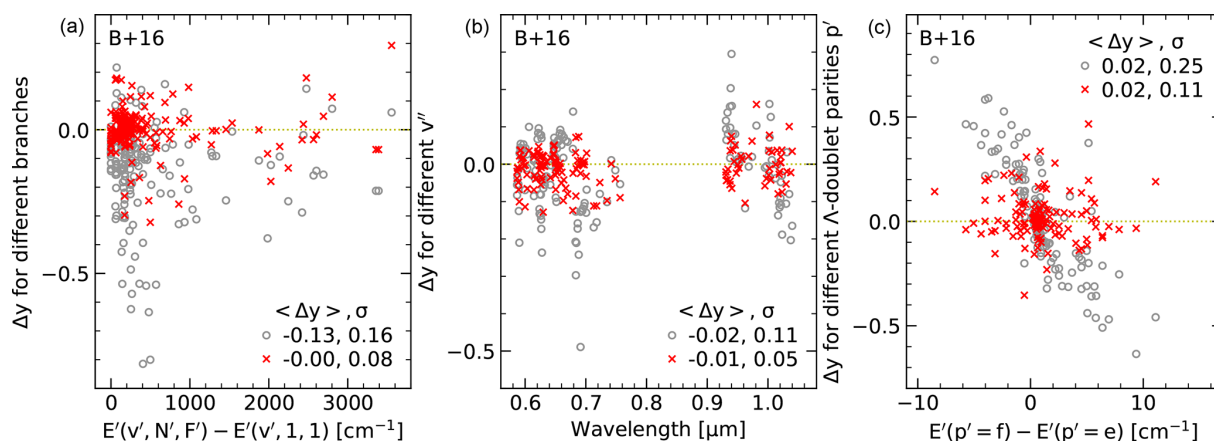 (a)
B+16
Δy for different branches
0.0
−0.5
< Δy > , σ
-0.13, 0.16
-0.00, 0.08
0
1000
2000
3000
E′(v′, N′, F′) − E′(v′, 1, 1) [cm⁻¹]
(b)
B+16
Δy for different v′′
0.0
−0.5
< Δy > , σ
-0.02, 0.11
-0.01, 0.05
0.6
0.7
0.8
0.9
1.0
Wavelength [μm]
(c)
B+16
Δy for different Λ-doublet parities p′
0.5
0.0
−0.5
< Δy > , σ
0.02, 0.25
0.02, 0.11
−10
0
10
E′(p′ = f) − E′(p′ = e) [cm⁻¹]